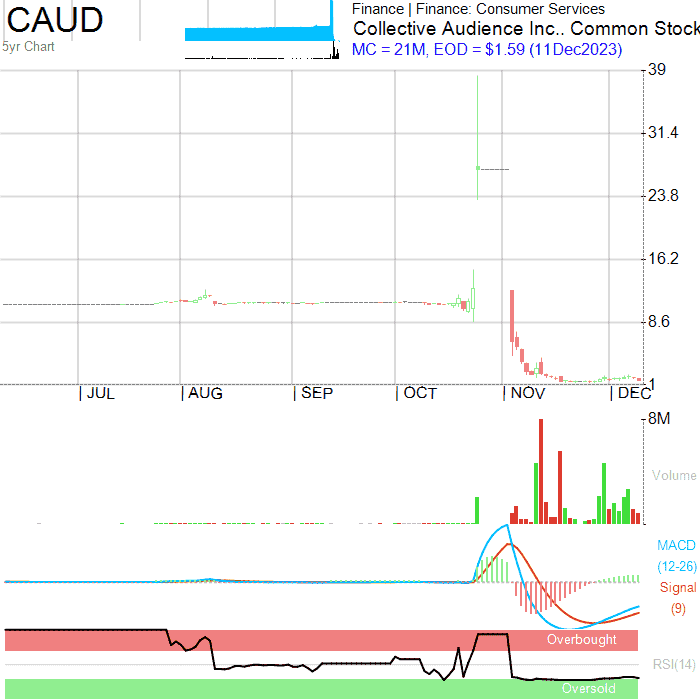 CAUD
5yr Chart
Finance | Finance: Consumer Services
Collective Audience Inc.. Common Stock
MC = 21M, EOD = $1.59 (11Dec2023)
39
31.4
23.8
16.2
8.6
1
| JUL | AUG | SEP | OCT | NOV | DEC
8M
Volume
MACD
(12-26)
Signal
(9)
Overbought
RSI(14)
Oversold